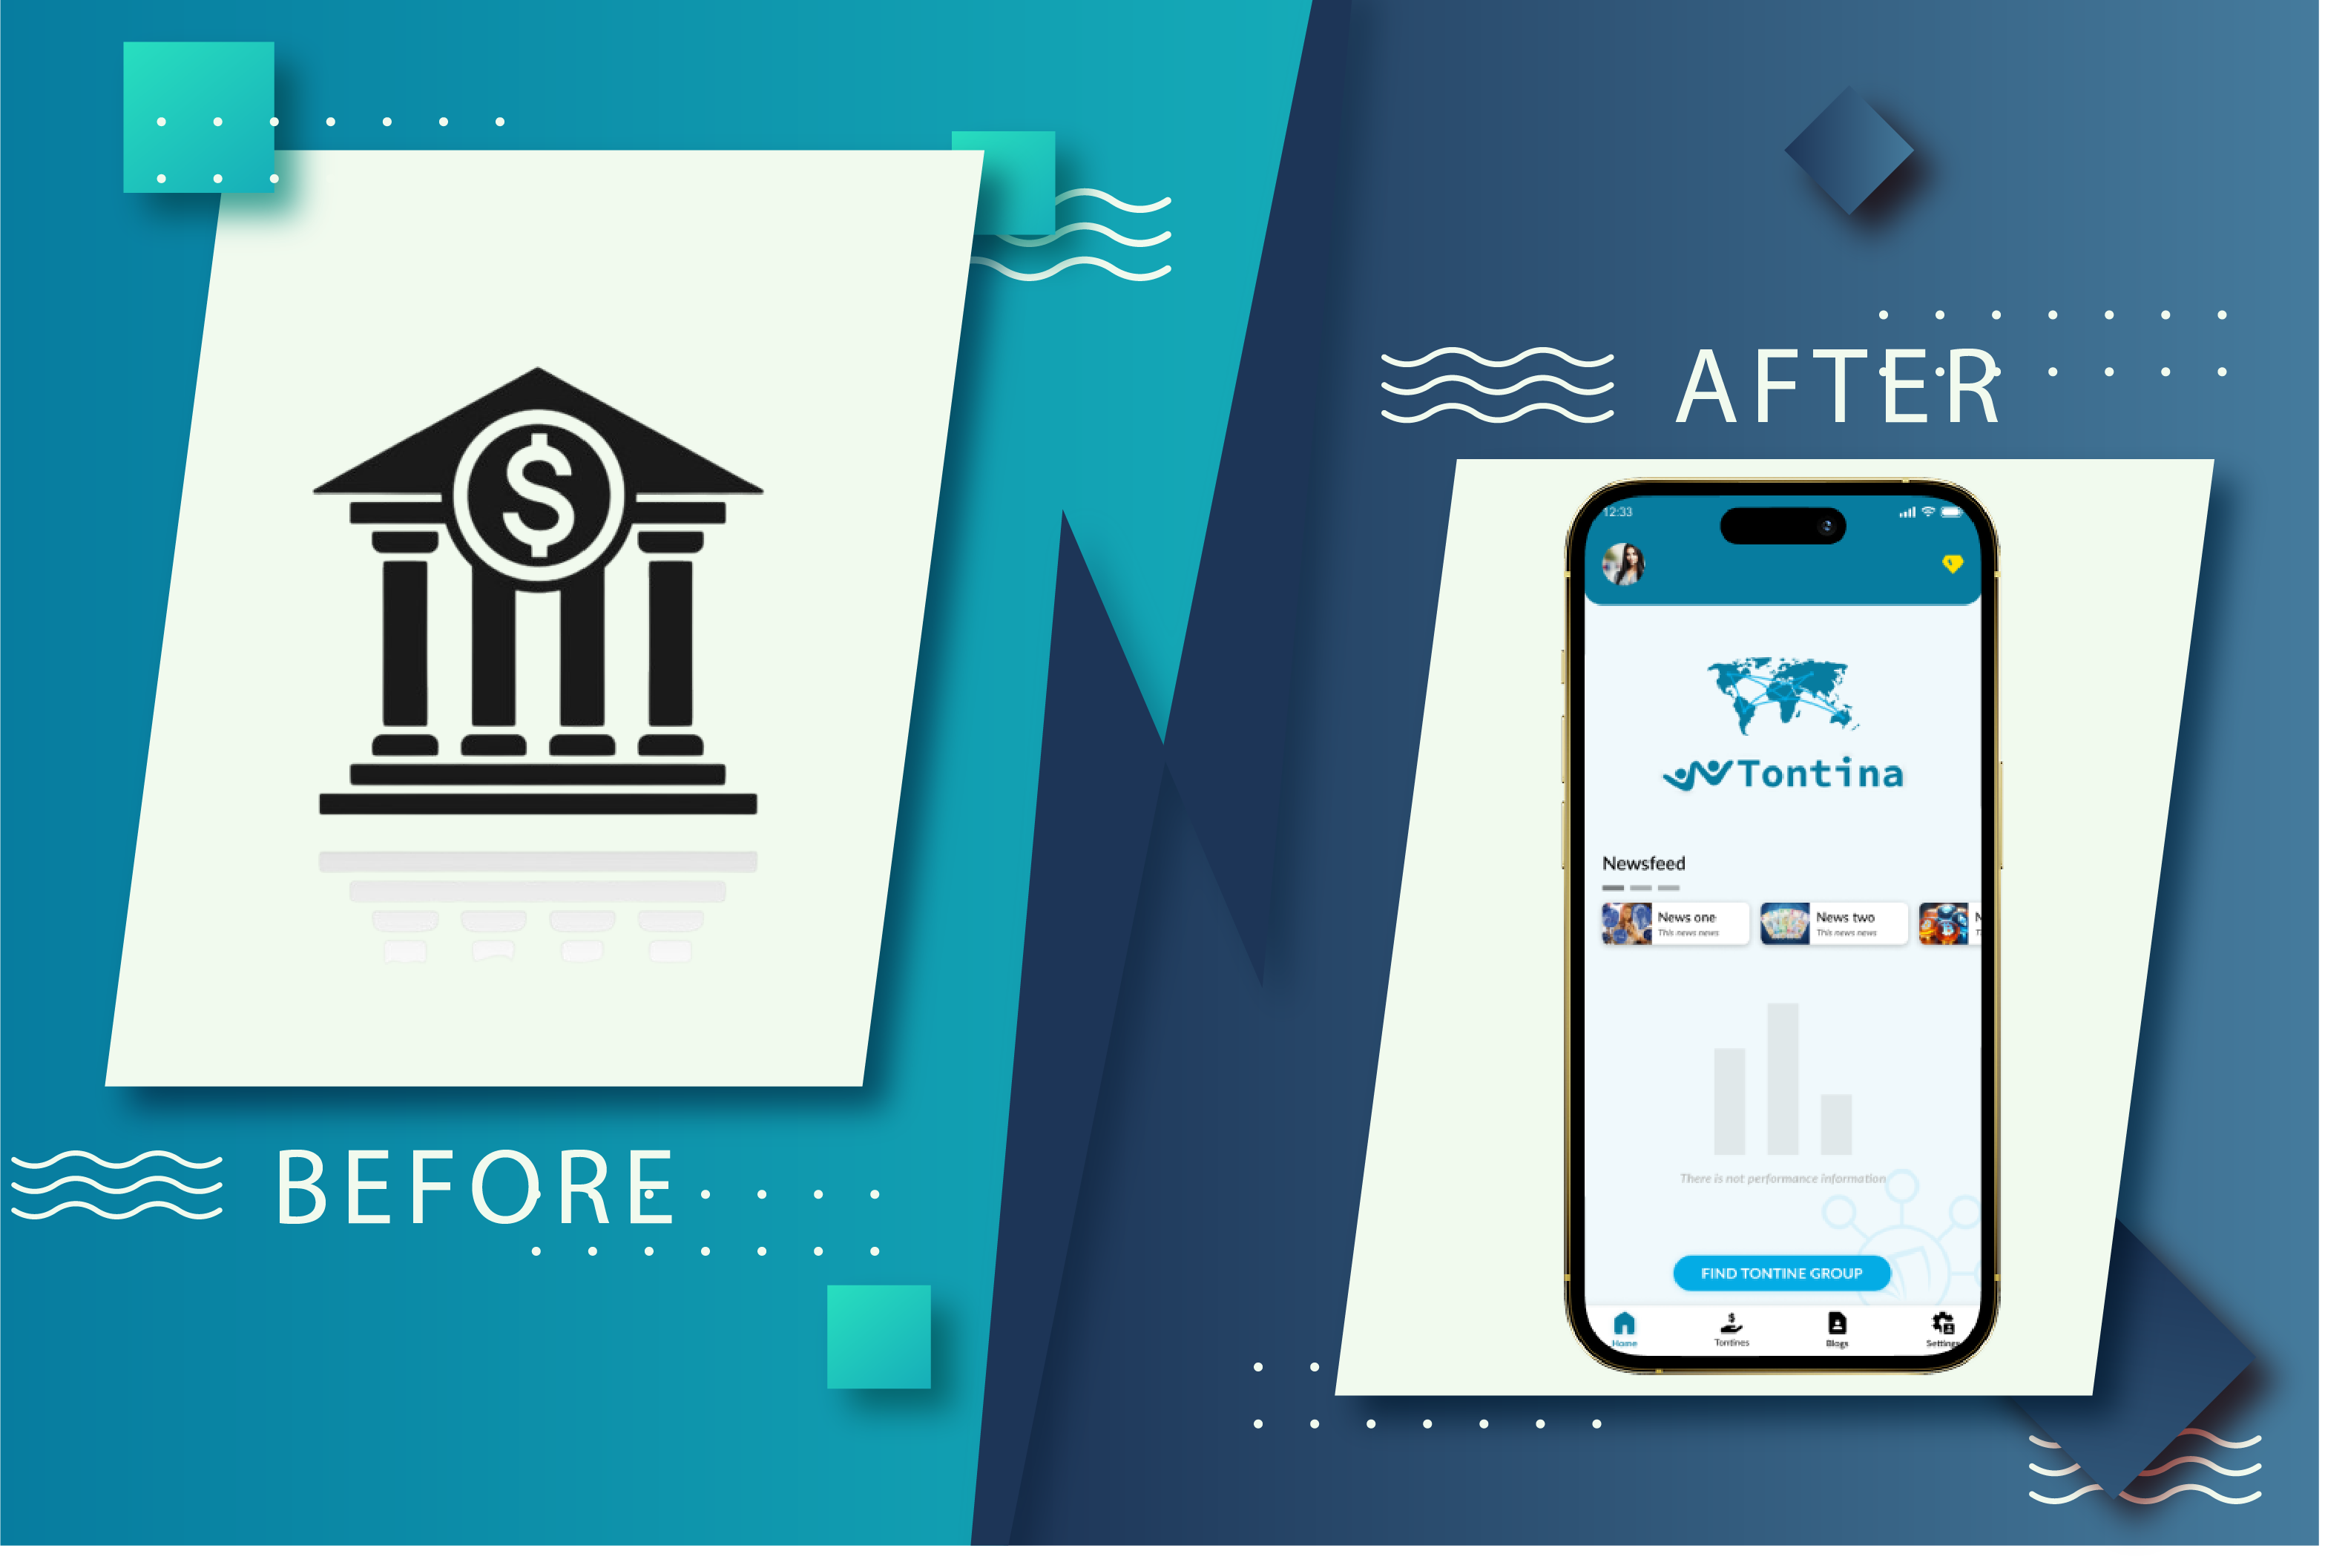 BEFORE
AFTER
12:33
Tontina
Newsfeed
News one
This news news
News two
This news news
There is not performance information
FIND TONTINE GROUP
Home
Tontines
Blogs
Settings
$